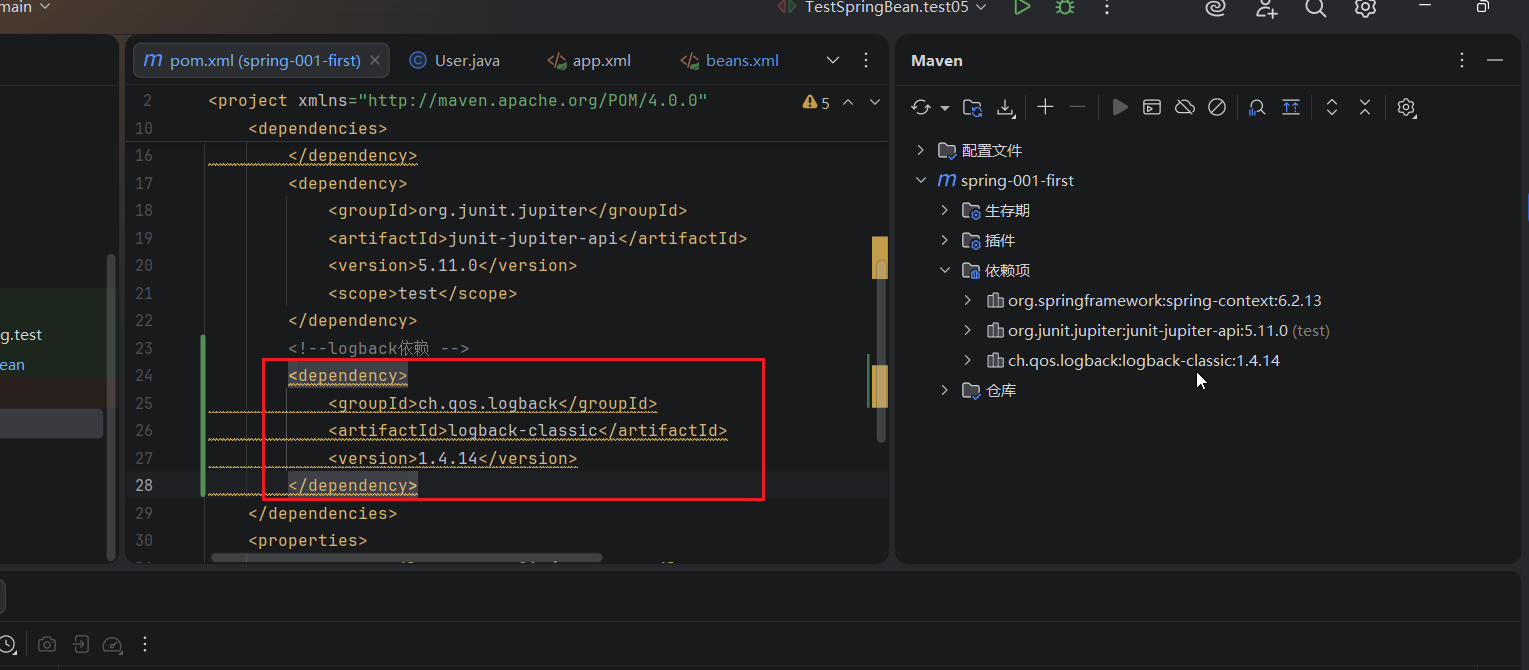 main
TestSpringBean.test05
pom.xml (spring-001-first)
User.java
app.xml
beans.xml
Maven
2 <project xmlns="http://maven.apache.org/POM/4.0.0"
5
10 <dependencies>
16 </dependency>
17 <dependency>
18 <groupId>org.junit.jupiter</groupId>
19 <artifactId>junit-jupiter-api</artifactId>
20 <version>5.11.0</version>
21 <scope>test</scope>
22 </dependency>
23 <!--logback依赖 -->
24 <dependency>
25 <groupId>ch.qos.logback</groupId>
26 <artifactId>logback-classic</artifactId>
27 <version>1.4.14</version>
28 </dependency>
29 </dependencies>
30 <properties>
g.test
ean
配置文件
spring-001-first
生存期
插件
依赖项
org.springframework:spring-context:6.2.13
org.junit.jupiter:junit-jupiter-api:5.11.0 (test)
ch.qos.logback:logback-classic:1.4.14
仓库